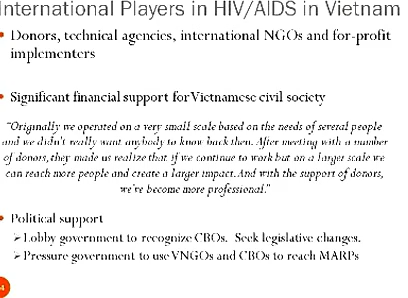 International Players in HIV/AIDS in Vietnam
• Donors, technical agencies, international NGOs and for-profit
implementers
• Significant financial support for Vietnamese civil society
"Originally we operated on a very small scale based on the needs of several people
and we didn't really want anybody to know back then. After meeting with a number
of donors, they made us realize that if we continue to work but on a larger scale we
can reach more people and create a larger impact. And with the support of donors,
we're become more professional."
• Political support
➢Lobby government to recognize CBOs. Seek legislative changes.
➢Pressure government to use VNGOs and CBOs to reach MARPs
4